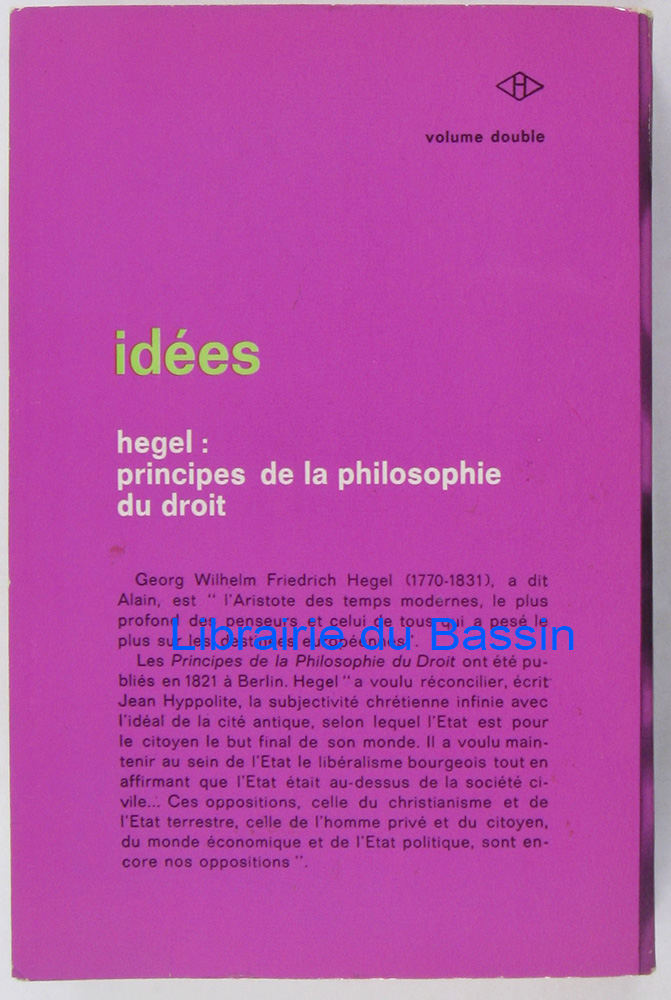 H
volume double
idées
hegel :
principes de la philosophie
du droit
Georg Wilhelm Friedrich Hegel (1770-1831), a dit
Alain, est " l'Aristote des temps modernes, le plus
profond des penseurs et celui de tous qui a pesé le
plus sur les destinées européennes".
Librairie du Bassin
Les Principes de la Philosophie du Droit ont été pu-
bliés en 1821 à Berlin. Hegel "a voulu réconcilier, écrit
Jean Hyppolite, la subjectivité chrétienne infinie avec
l'idéal de la cité antique, selon lequel l'Etat est pour
le citoyen le but final de son monde. Il a voulu main-
tenir au sein de l'Etat le libéralisme bourgeois tout en
affirmant que l'Etat était au-dessus de la société ci-
vile... Ces oppositions, celle du christianisme et de
l'Etat terrestre, celle de l'homme privé et du citoyen,
du monde économique et de l'Etat politique, sont en-
core nos oppositions".